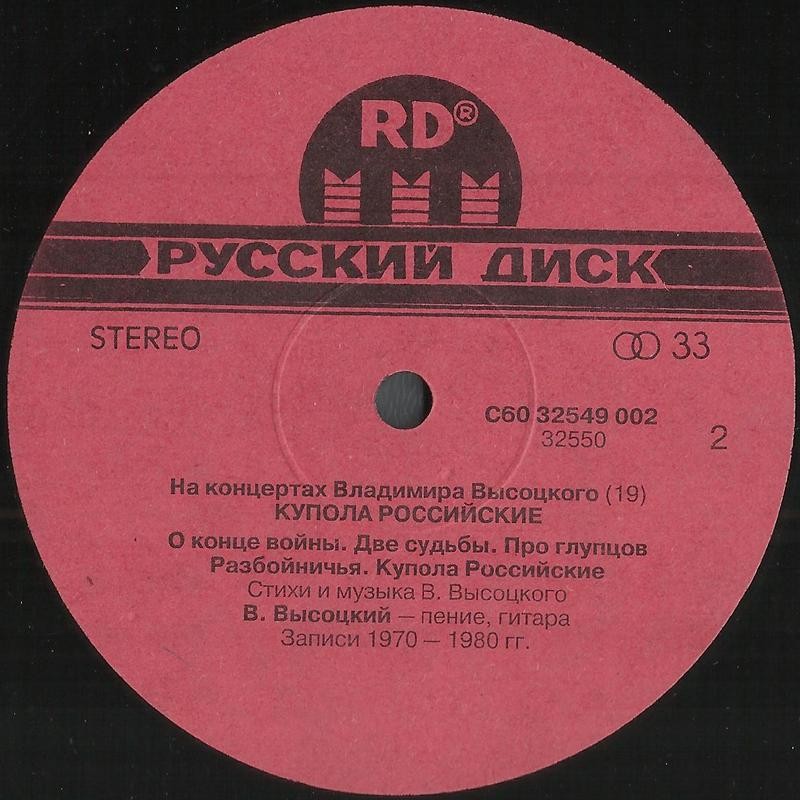 RD®
РУССКИЙ ДИСК
STEREO
33
С60 32549 002
32550
2
На концертах Владимира Высоцкого (19)
КУПОЛА РОССИЙСКИЕ
О конце войны. Две судьбы. Про глупцов
Разбойничья. Купола Российские
Стихи и музыка В. Высоцкого
В. Высоцкий — пение, гитара
Записи 1970 — 1980 гг.